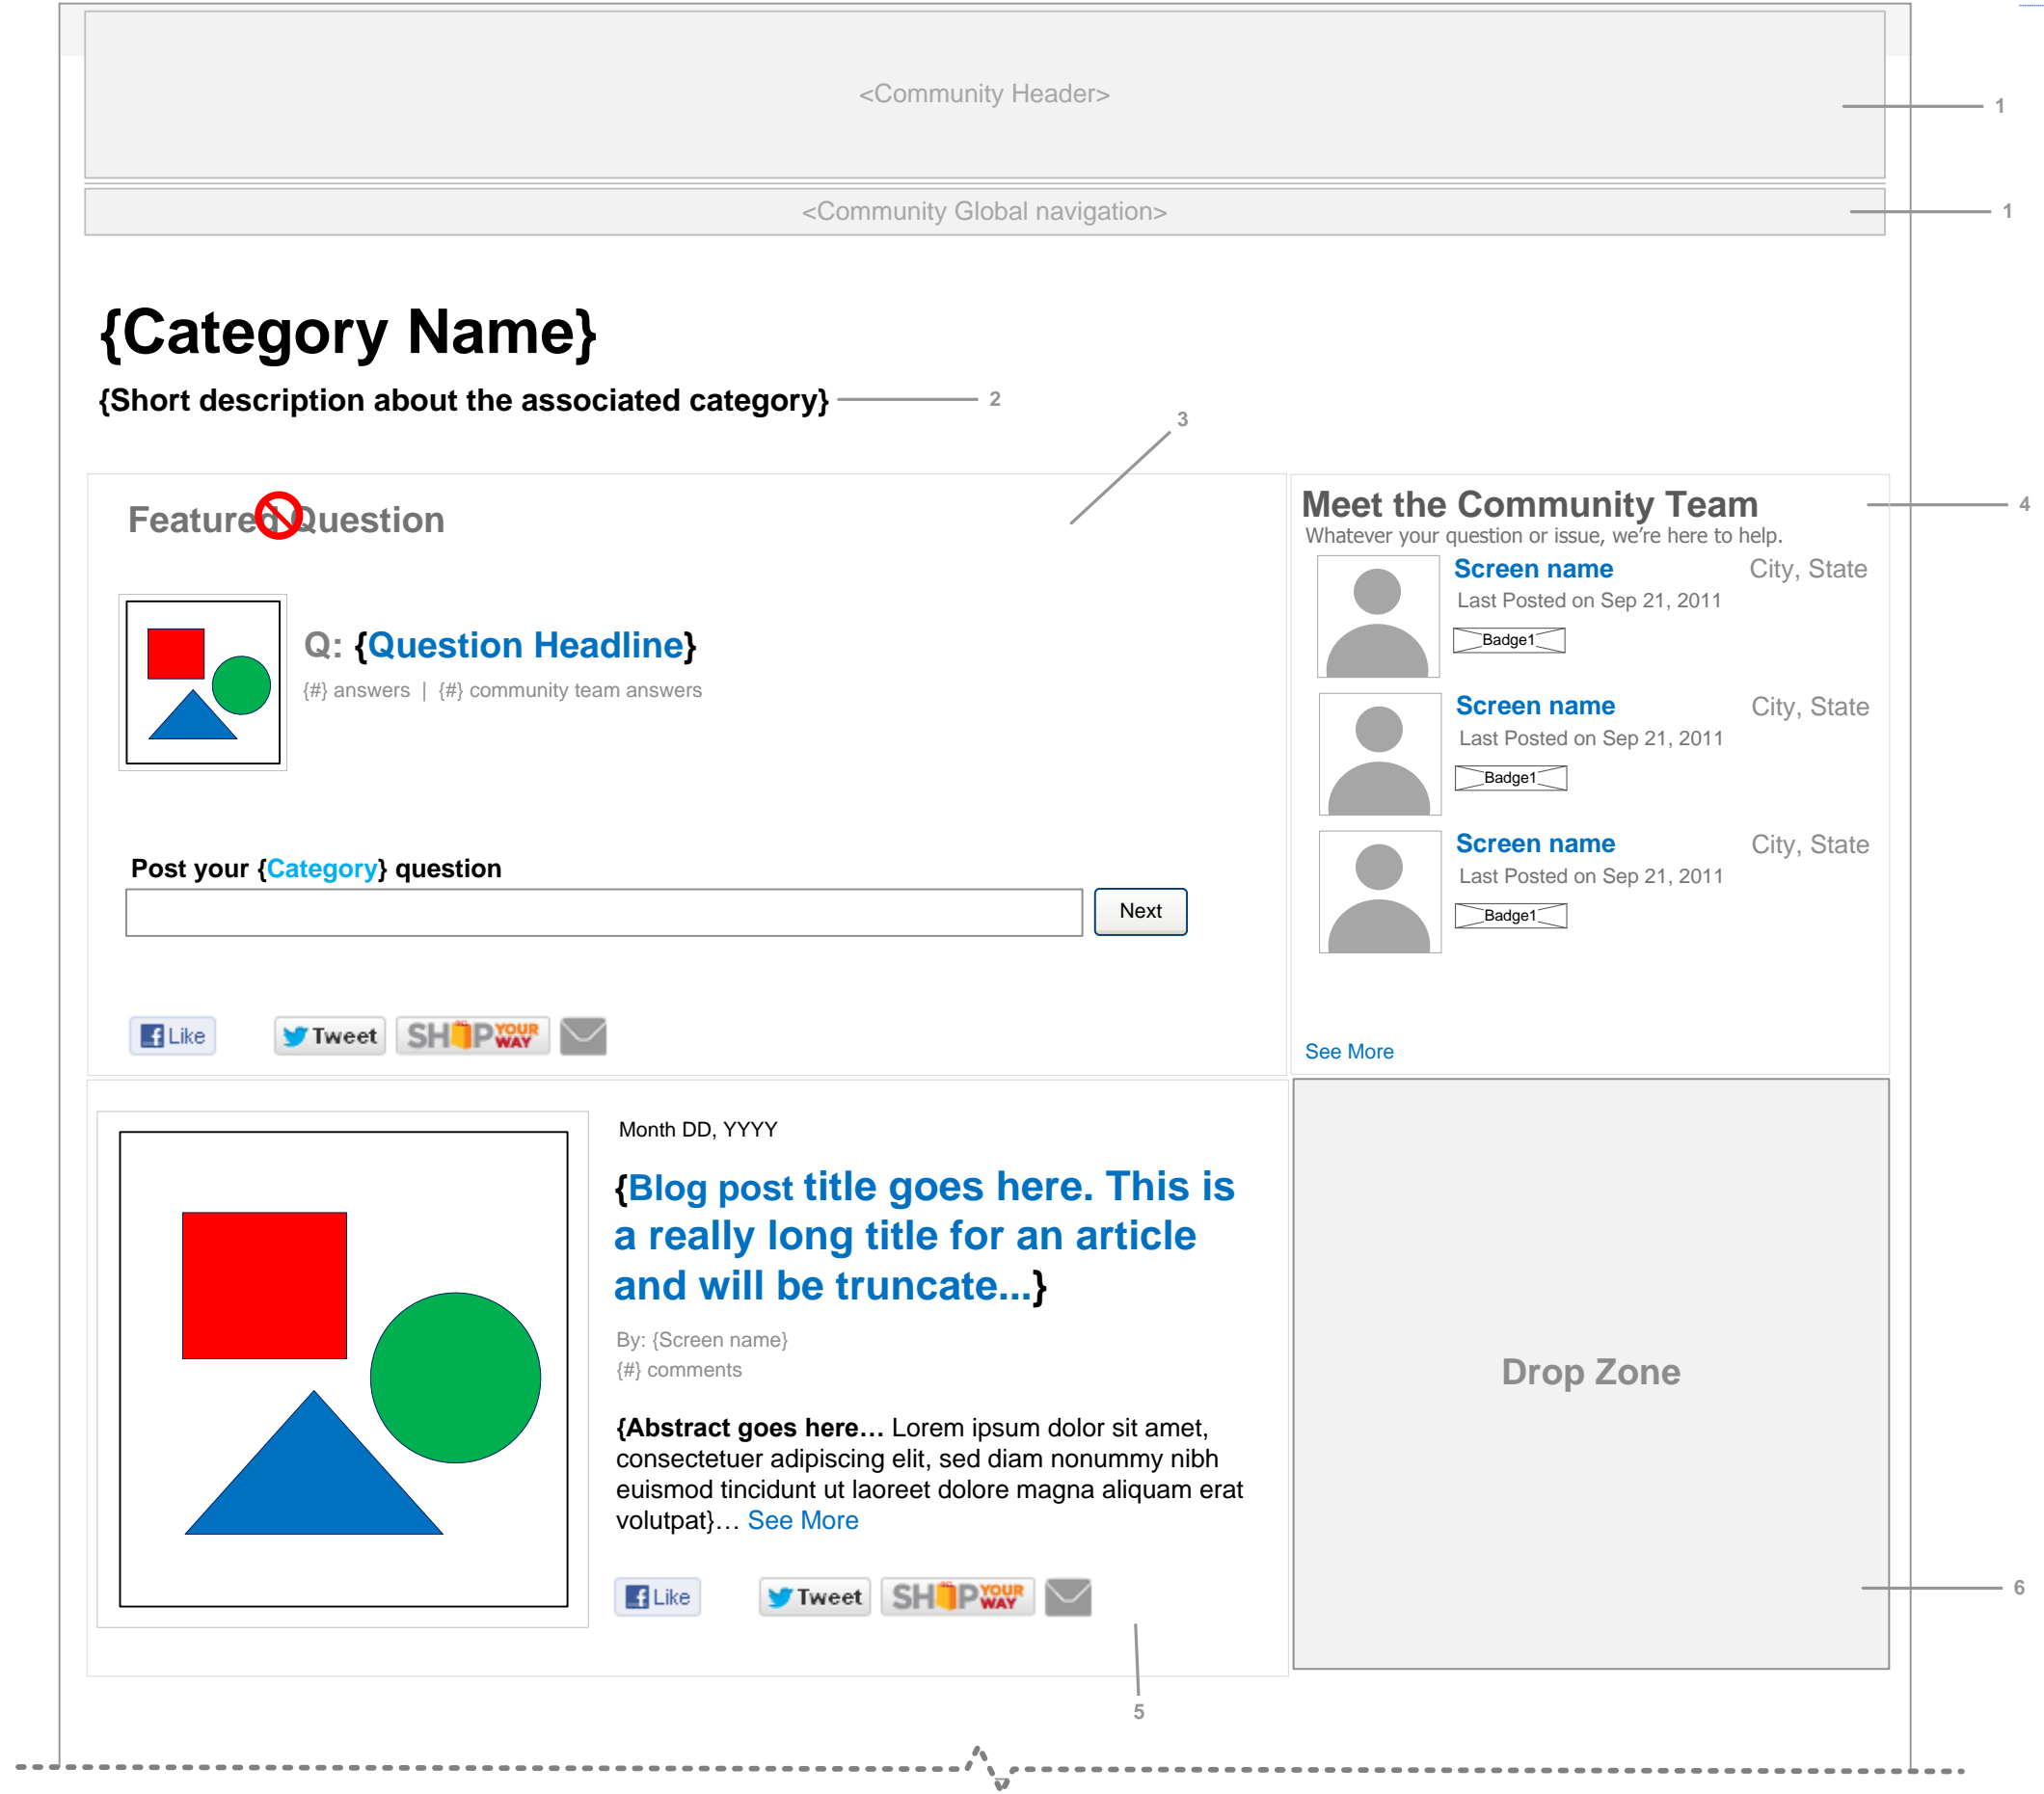 <Community Header>
1
<Community Global navigation>
1
{Category Name}
{Short description about the associated category}
2
3
Featured Question
Q: {Question Headline}
{#} answers | {#} community team answers
Post your {Category} question
Next
Like
Tweet
SHOP YOUR WAY
Meet the Community Team
4
Whatever your question or issue, we're here to help.
Screen name City, State
Last Posted on Sep 21, 2011
Badge1
Screen name City, State
Last Posted on Sep 21, 2011
Badge1
Screen name City, State
Last Posted on Sep 21, 2011
Badge1
See More
Month DD, YYYY
{Blog post title goes here. This is
a really long title for an article
and will be truncate...}
By: {Screen name}
{#} comments
{Abstract goes here… Lorem ipsum dolor sit amet,
consectetuer adipiscing elit, sed diam nonummy nibh
euismod tincidunt ut laoreet dolore magna aliquam erat
volutpat}… See More
Like
Tweet
SHOP YOUR WAY
5
Drop Zone
6